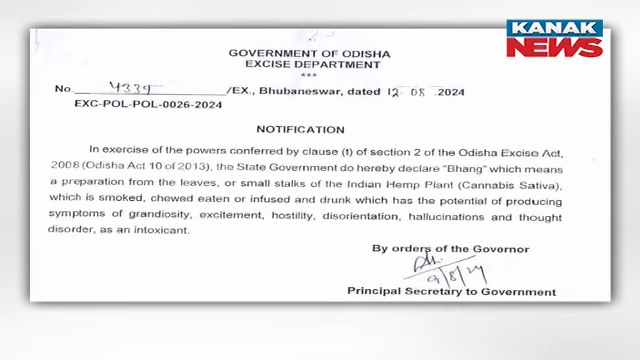 KANAK
NEWS
GOVERNMENT OF ODISHA
EXCISE DEPARTMENT
***
No. 4339 /EX., Bhubaneswar, dated 12-08 .2024
EXC-POL-POL-0026-2024
NOTIFICATION
In exercise of the powers conferred by clause (t) of section 2 of the Odisha Excise Act,
2008 (Odisha Act 10 of 2013), the State Government do hereby declare "Bhang" which means
a preparation from the leaves, or small stalks of the Indian Hemp Plant (Cannabis Sativa),
which is smoked, chewed eaten or infused and drunk which has the potential of producing
symptoms of grandiosity, excitement, hostility, disorientation, hallucinations and thought
disorder, as an intoxicant.
By orders of the Governor
9/8/24
Principal Secretary to Government